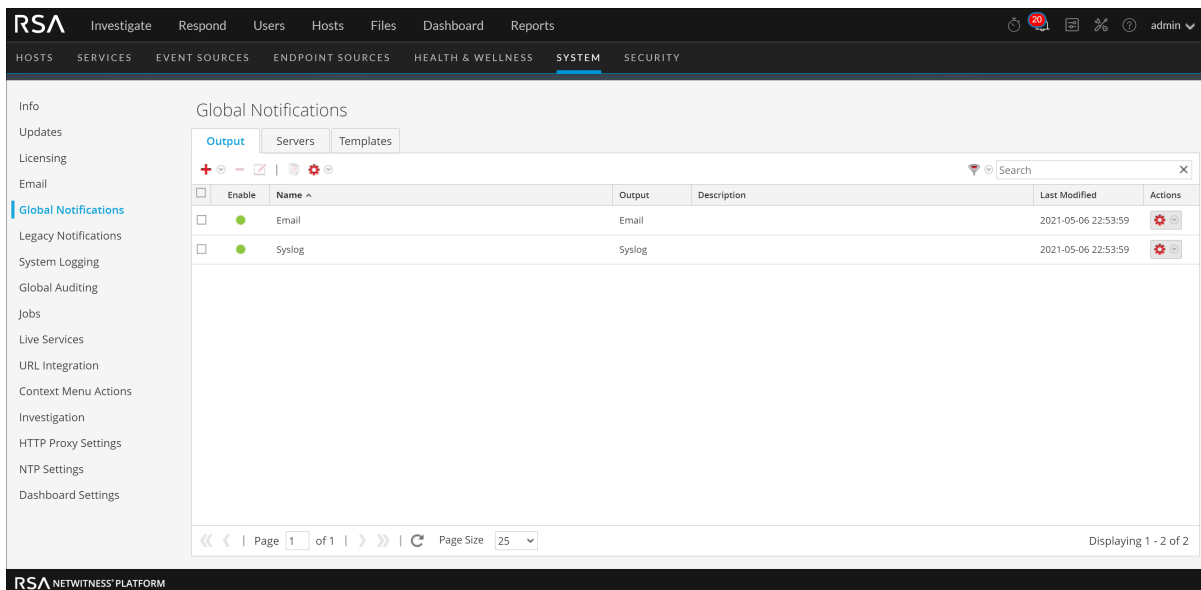 RSA Investigate Respond Users Hosts Files Dashboard Reports 20 admin
HOSTS SERVICES EVENT SOURCES ENDPOINT SOURCES HEALTH & WELLNESS SYSTEM SECURITY
Info
Updates
Licensing
Email
Global Notifications
Legacy Notifications
System Logging
Global Auditing
Jobs
Live Services
URL Integration
Context Menu Actions
Investigation
HTTP Proxy Settings
NTP Settings
Dashboard Settings
Global Notifications
Output Servers Templates
Search
Enable Name Output Description Last Modified Actions
Email Email 2021-05-06 22:53:59
Syslog Syslog 2021-05-06 22:53:59
Page 1 of 1 Page Size 25 Displaying 1 - 2 of 2
RSA NETWITNESS® PLATFORM